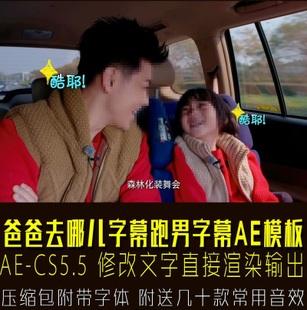 酷耶!
酷耶!
森林化装舞会
爸爸去哪儿字幕跑男字幕AE模板
AE-CS5.5 修改文字直接渲染输出
压缩包附带字体 附送几十款常用音效